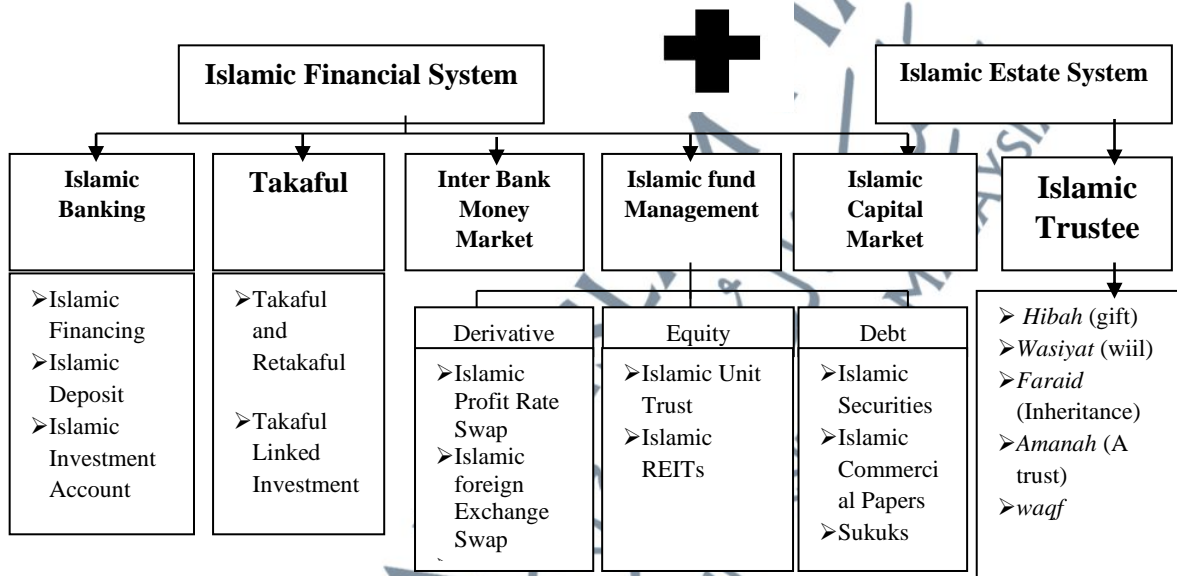 Islamic Financial System
Islamic Estate System
Islamic
Banking
Takaful
Inter Bank
Money
Market
Islamic fund
Management
Islamic
Capital
Market
Islamic
Trustee
➢Islamic
Financing
➢Islamic
Deposit
➢Islamic
Investment
Account
➢Takaful
and
Retakaful
➢Takaful
Linked
Investment
Derivative
➢Islamic
Profit Rate
Swap
➢Islamic
foreign
Exchange
Swap
Equity
➢Islamic Unit
Trust
➢Islamic
REITs
Debt
➢Islamic
Securities
➢Islamic
Commerci
al Papers
➢Sukuks
➢ Hibah (gift)
➢Wasiyat (wiil)
➢Faraid
(Inheritance)
➢Amanah (A
trust)
➢waqf